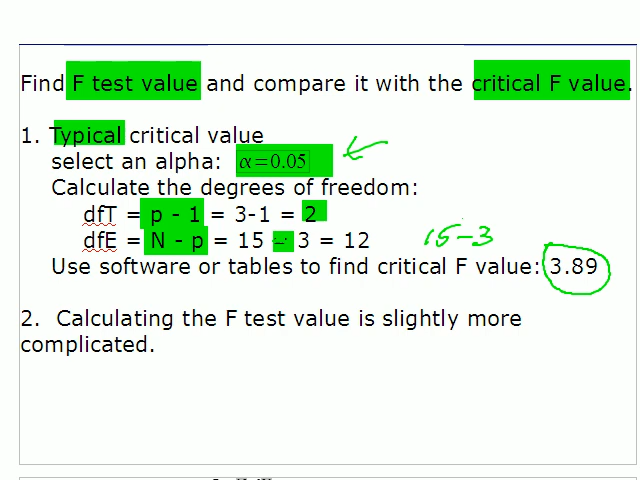 Find F test value and compare it with the critical F value.
1. Typical critical value
select an alpha: α=0.05
Calculate the degrees of freedom:
dfT = p - 1 = 3-1 = 2
dfE = N - p = 15 - 3 = 12
15-3
Use software or tables to find critical F value: 3.89
2. Calculating the F test value is slightly more
complicated.